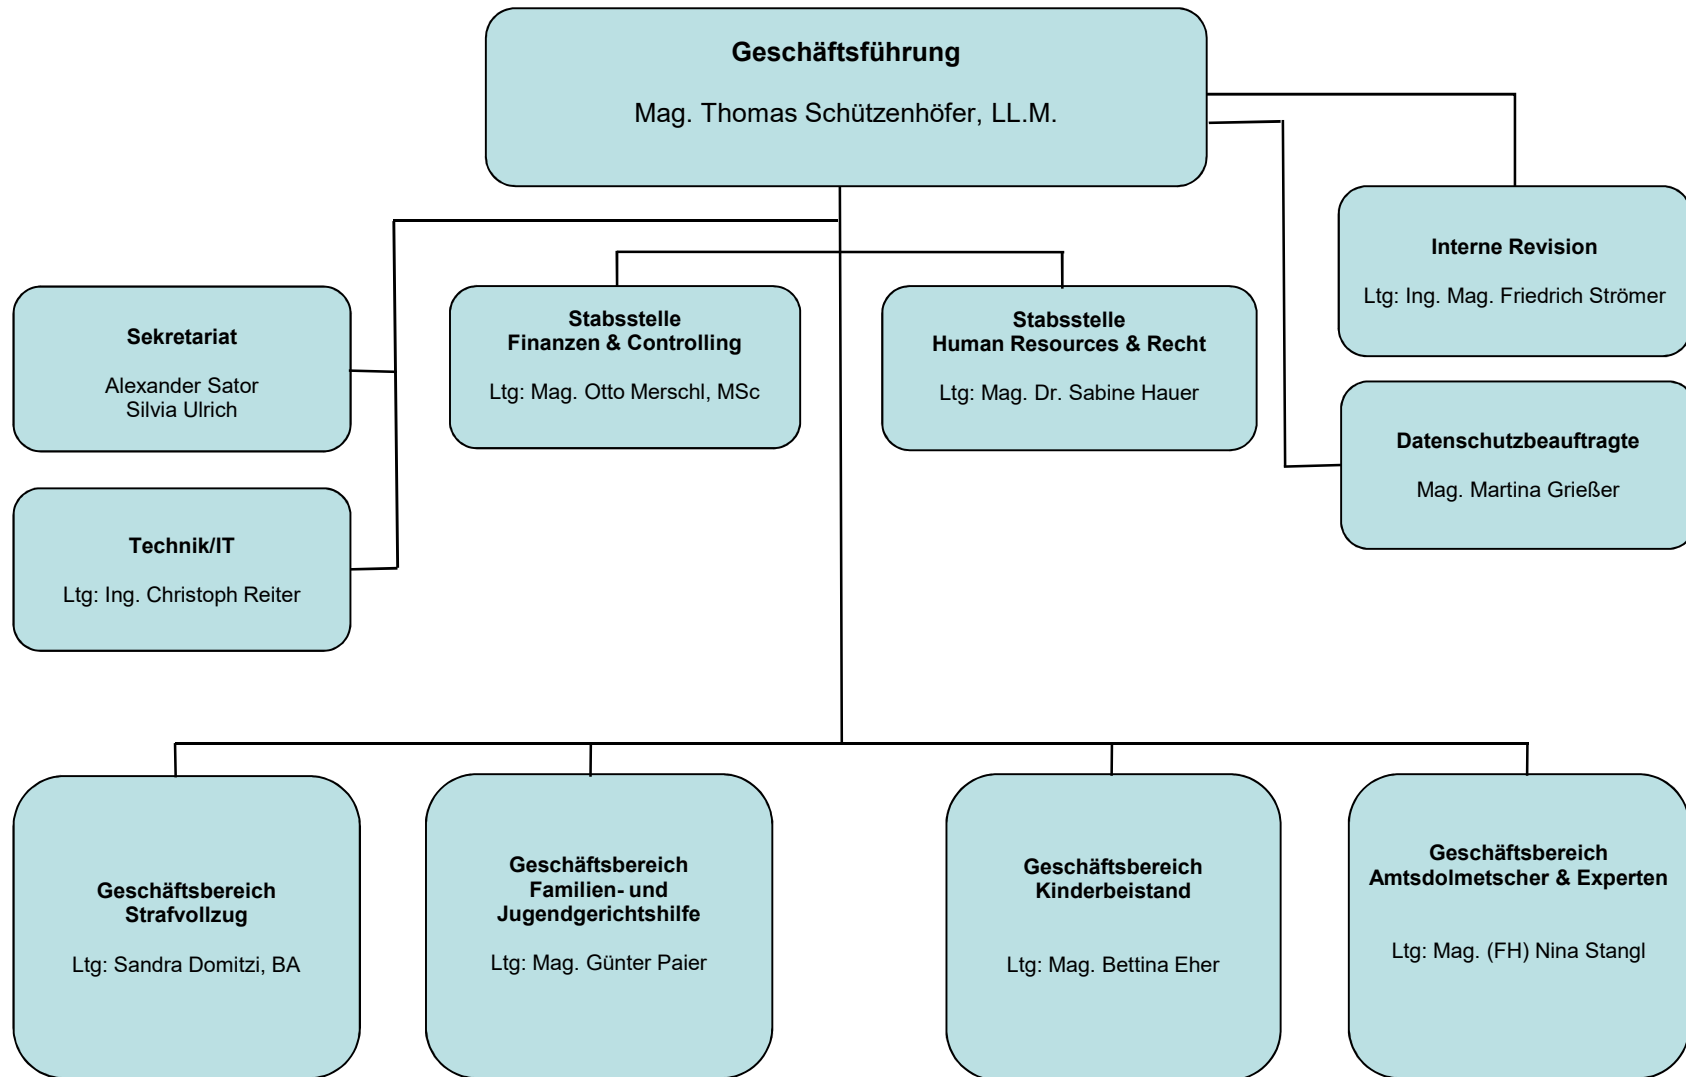 Geschäftsführung
Mag. Thomas Schützenhöfer, LL.M.
Interne Revision
Ltg: Ing. Mag. Friedrich Strömer
Sekretariat
Alexander Sator
Silvia Ulrich
Stabsstelle
Finanzen & Controlling
Ltg: Mag. Otto Merschl, MSc
Stabsstelle
Human Resources & Recht
Ltg: Mag. Dr. Sabine Hauer
Datenschutzbeauftragte
Mag. Martina Grießer
Technik/IT
Ltg: Ing. Christoph Reiter
Geschäftsbereich
Strafvollzug
Ltg: Sandra Domitzi, BA
Geschäftsbereich
Familien- und
Jugendgerichtshilfe
Ltg: Mag. Günter Paier
Geschäftsbereich
Kinderbeistand
Ltg: Mag. Bettina Eher
Geschäftsbereich
Amtsdolmetscher & Experten
Ltg: Mag. (FH) Nina Stangl